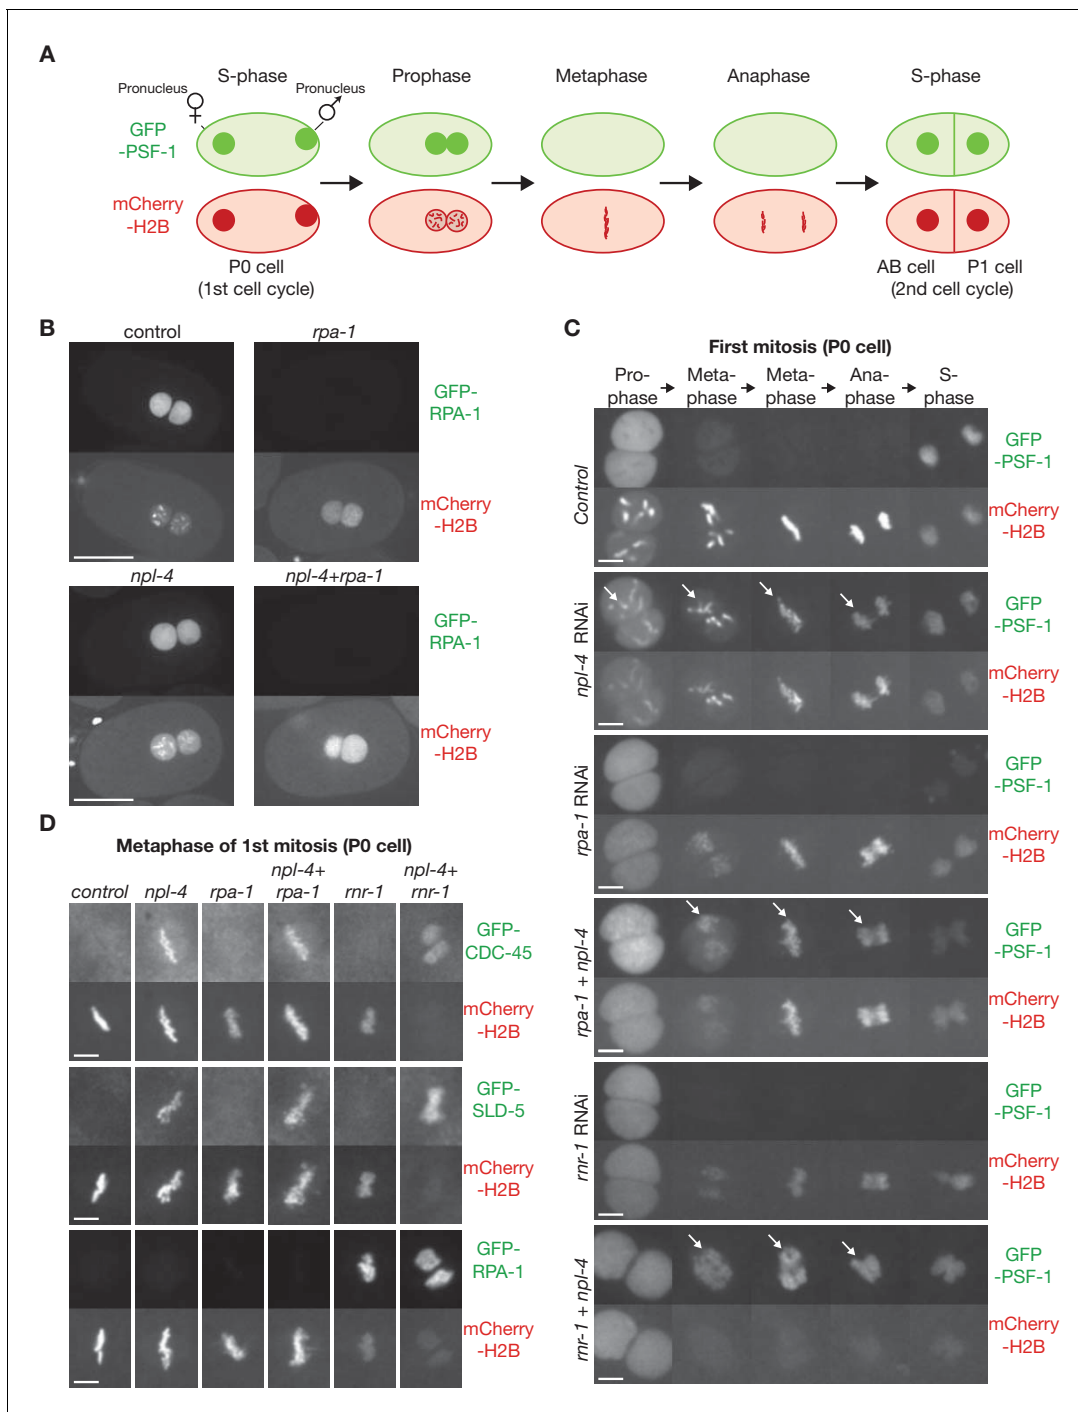 A
S-phase
Prophase
Metaphase
Anaphase
S-phase
Pronucleus
Pronucleus
GFP
-PSF-1
mCherry
-H2B
P0 cell
(1st cell cycle)
AB cell
P1 cell
(2nd cell cycle)
B
control
rpa-1
GFP-
RPA-1
mCherry
-H2B
npl-4
npl-4+rpa-1
GFP-
RPA-1
mCherry
-H2B
C
First mitosis (P0 cell)
Pro-
phase
Meta-
phase
Meta-
phase
Ana-
phase
S-
phase
Control
GFP
-PSF-1
mCherry
-H2B
npl-4 RNAi
GFP
-PSF-1
mCherry
-H2B
rpa-1 RNAi
GFP
-PSF-1
mCherry
-H2B
rpa-1 + npl-4
GFP
-PSF-1
mCherry
-H2B
rnr-1 RNAi
GFP
-PSF-1
mCherry
-H2B
rnr-1 + npl-4
GFP
-PSF-1
mCherry
-H2B
D
Metaphase of 1st mitosis (P0 cell)
control
npl-4
rpa-1
npl-4+
rpa-1
rnr-1
npl-4+
rnr-1
GFP-
CDC-45
mCherry
-H2B
GFP-
SLD-5
mCherry
-H2B
GFP-
RPA-1
mCherry
-H2B